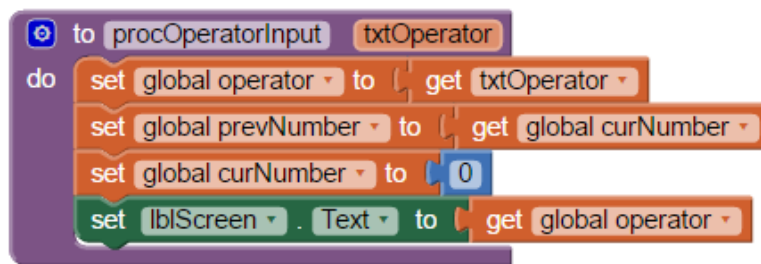 to procOperatorInput txtOperator
do set global operator to get txtOperator
set global prevNumber to get global curNumber
set global curNumber to 0
set lblScreen . Text to get global operator